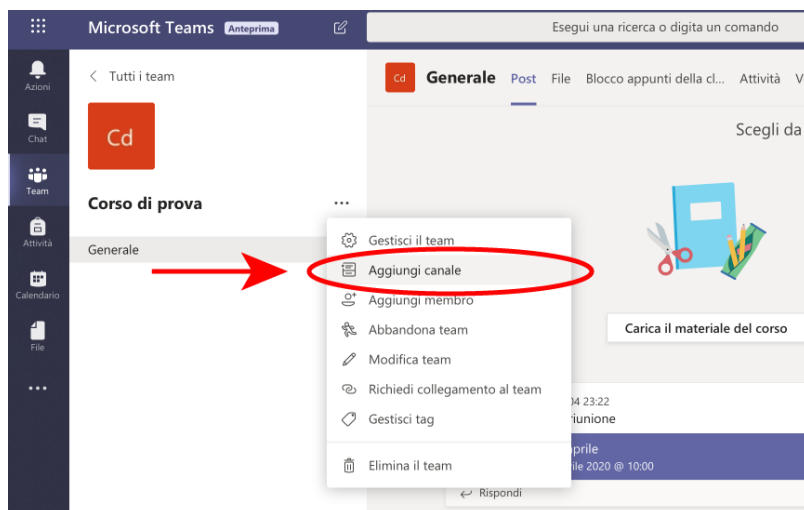 Microsoft Teams Anteprima
Esegui una ricerca o digita un comando
Azioni
Chat
Team
Attività
Calendario
File
Tutti i team
Cd
Corso di prova
Generale
Cd Generale Post File Blocco appunti della cl... Attività V
Scegli da
Gestisci il team
Aggiungi canale
Aggiungi membro
Abbandona team
Modifica team
Richiedi collegamento al team
Gestisci tag
Elimina il team
Carica il materiale del corso
04 23:22
riunione
prile
ile 2020 @ 10:00
Rispondi